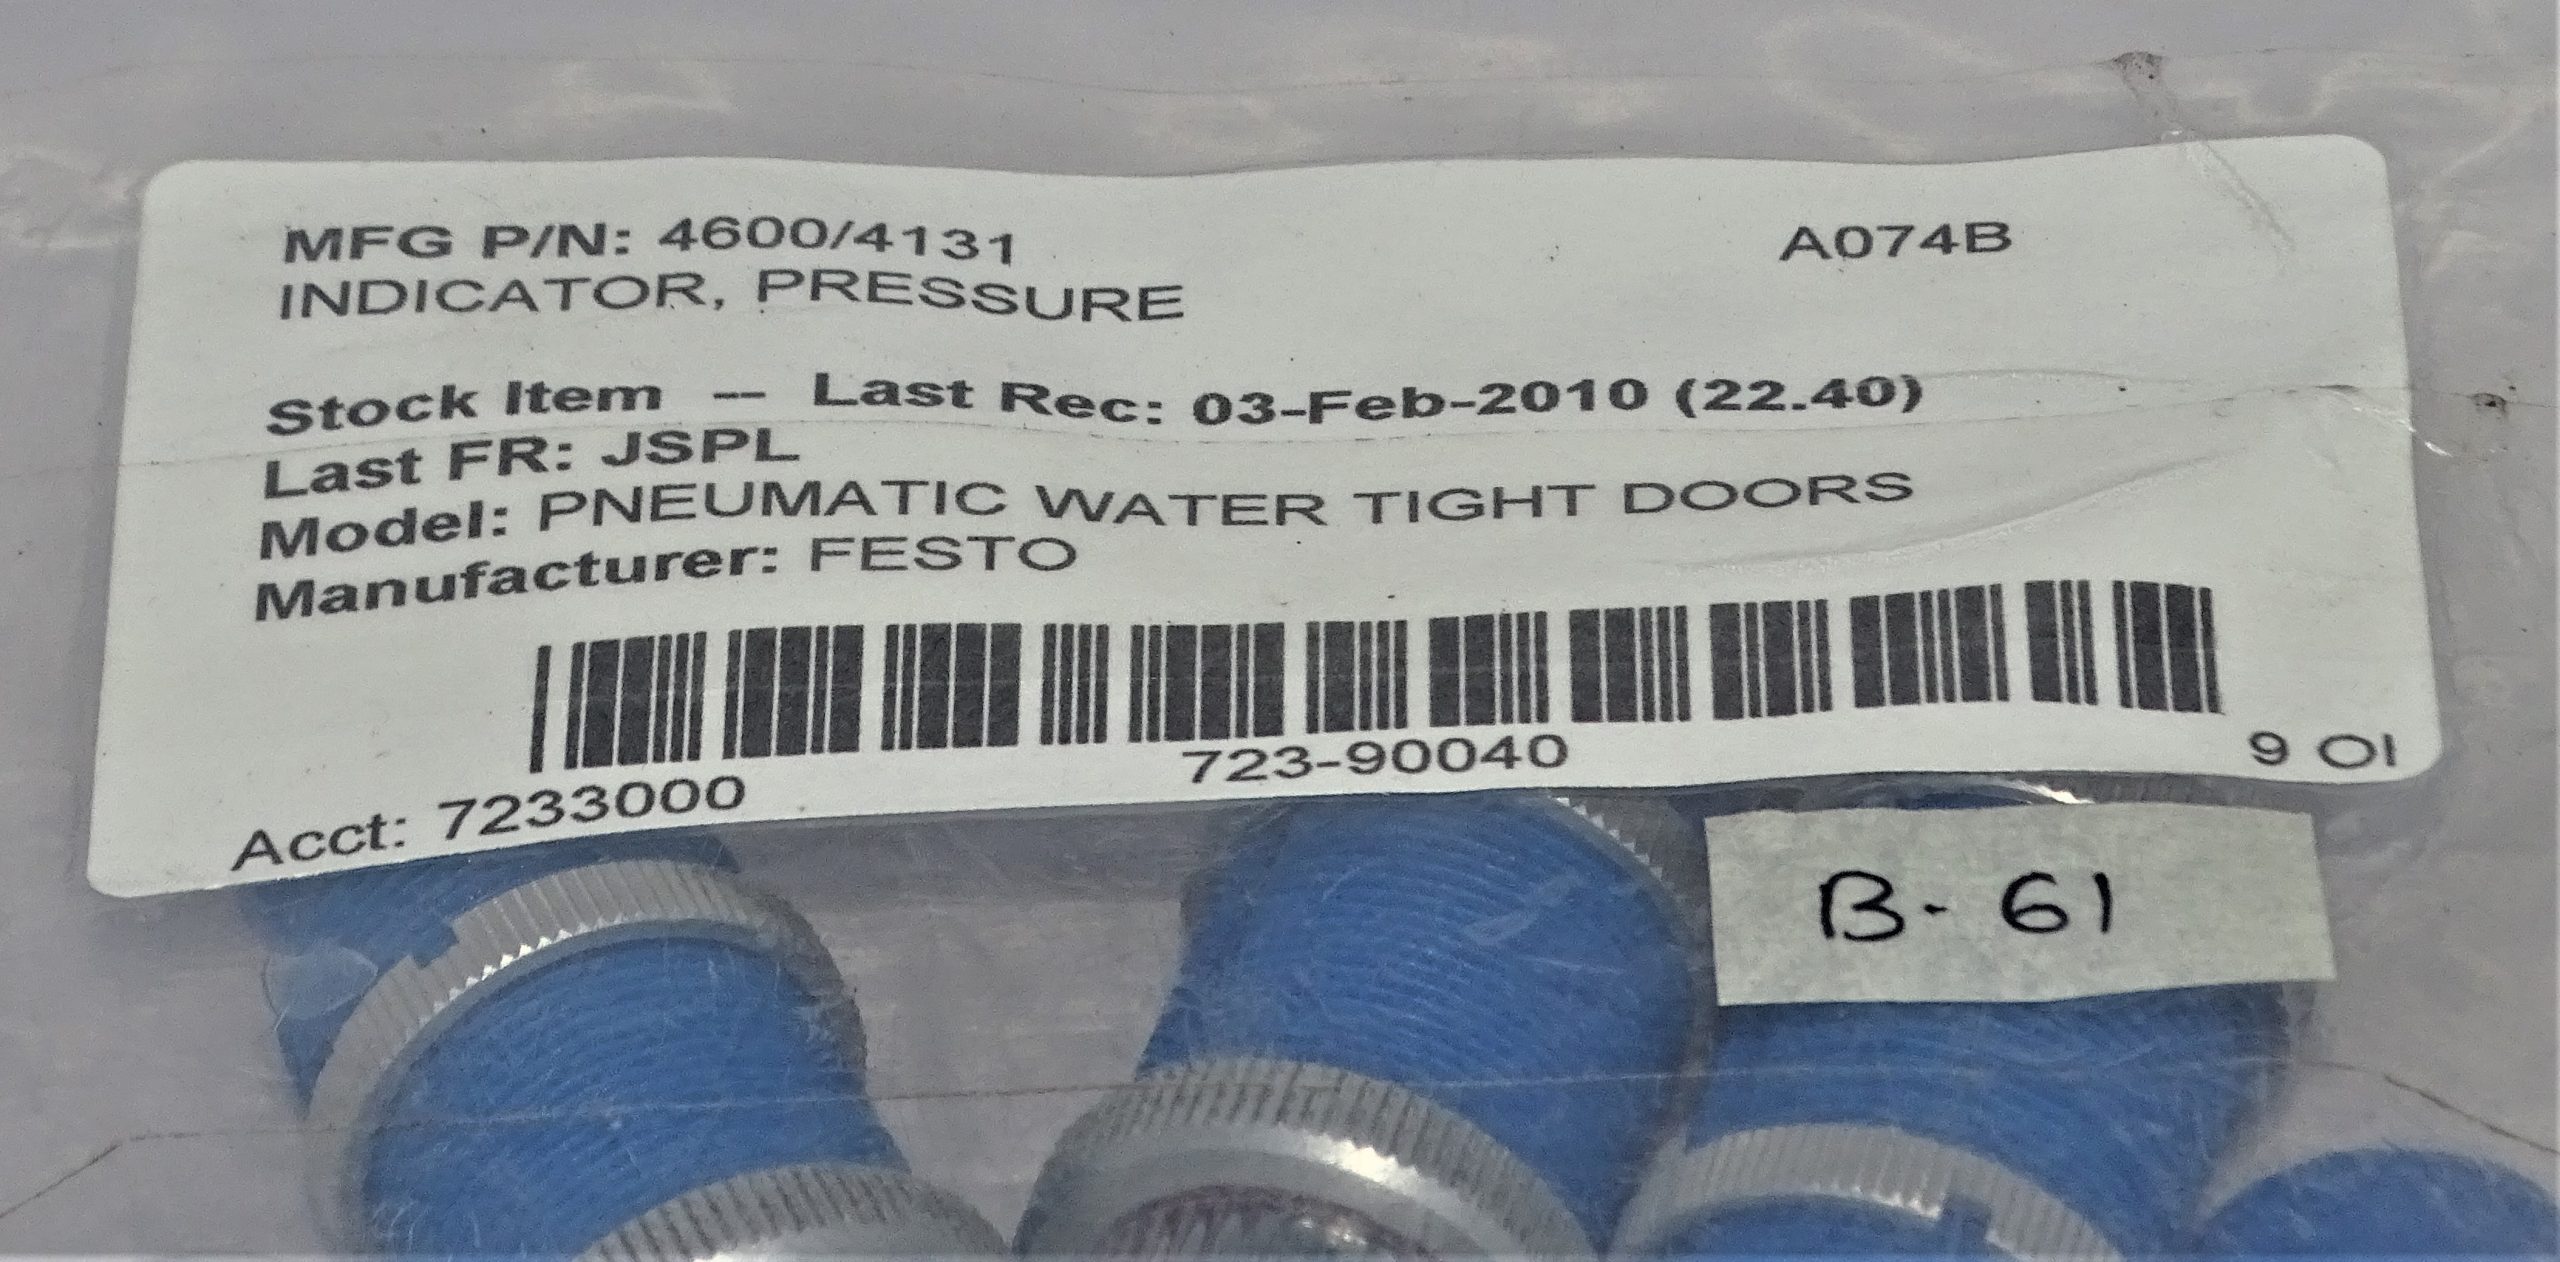 MFG P/N: 4600/4131 A074B
INDICATOR, PRESSURE
Stock Item -- Last Rec: 03-Feb-2010 (22.40)
Last FR: JSPL
Model: PNEUMATIC WATER TIGHT DOORS
Manufacturer: FESTO
Acct: 7233000 723-90040 9 OI
B-61